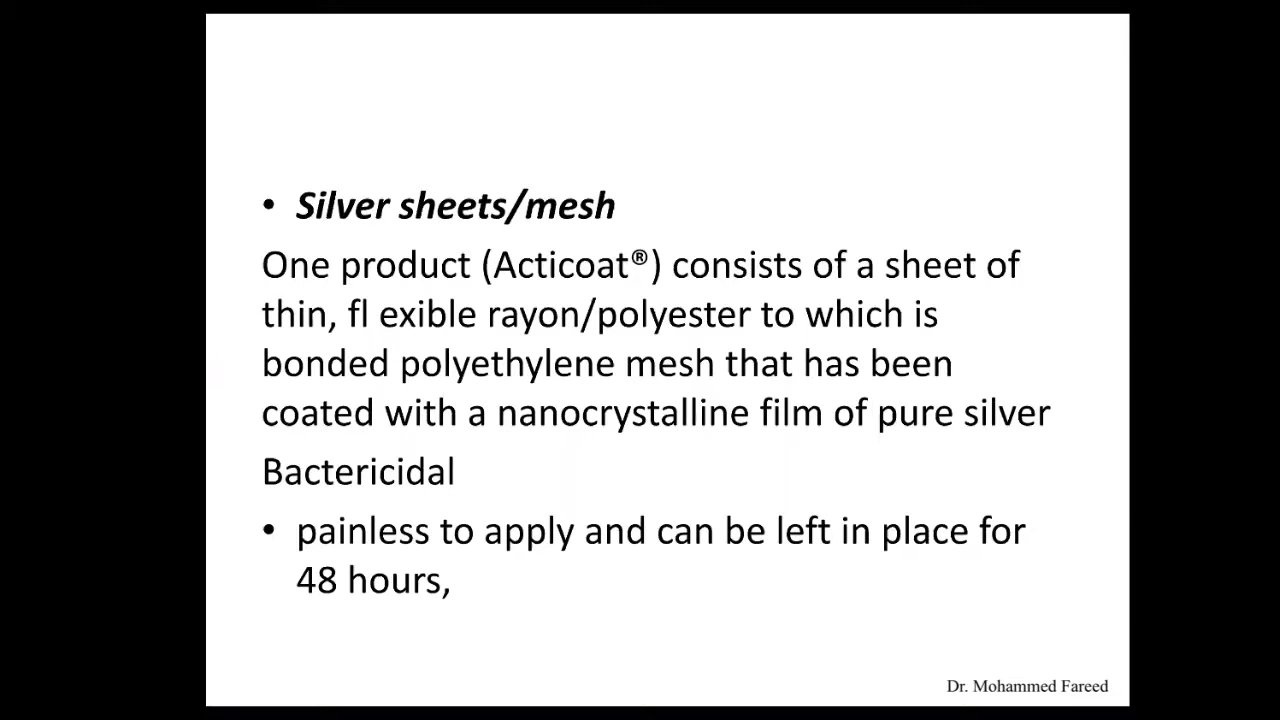 • Silver sheets/mesh
One product (Acticoat®) consists of a sheet of
thin, fl exible rayon/polyester to which is
bonded polyethylene mesh that has been
coated with a nanocrystalline film of pure silver
Bactericidal
• painless to apply and can be left in place for
48 hours,
Dr. Mohammed Fareed